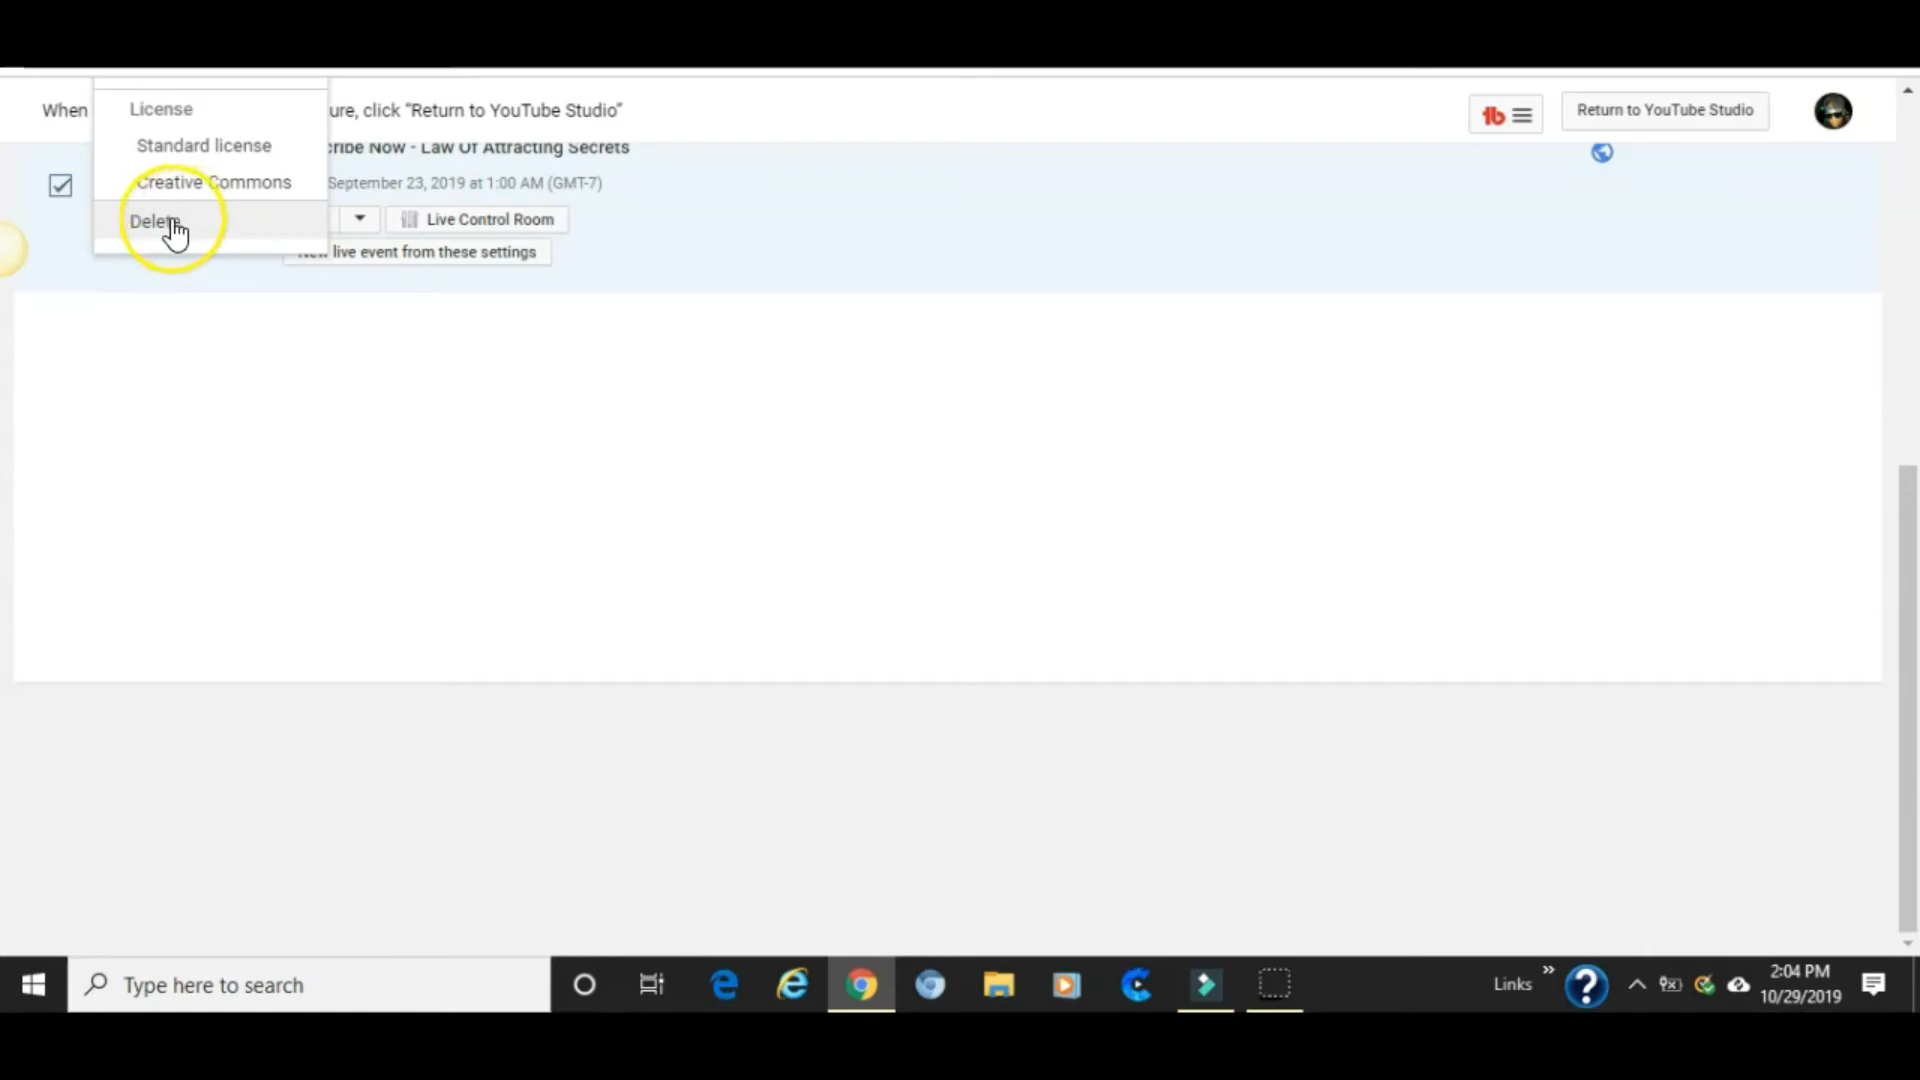 When
ure, click “Return to YouTube Studio”
Return to YouTube Studio
License
Standard license
Creative Commons
Delete
cribe Now - Law Of Attracting Secrets
September 23, 2019 at 1:00 AM (GMT-7)
Live Control Room
New live event from these settings
Type here to search
Links
2:04 PM
10/29/2019